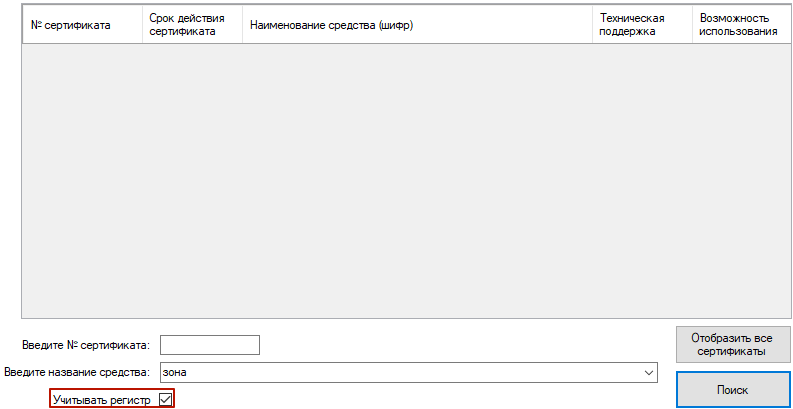 № сертификата
Срок действия
сертификата
Наименование средства (шифр)
Техническая
поддержка
Возможность
использования
Введите № сертификата:
Отобразить все
сертификаты
Введите название средства:
зона
Поиск
Учитывать регистр